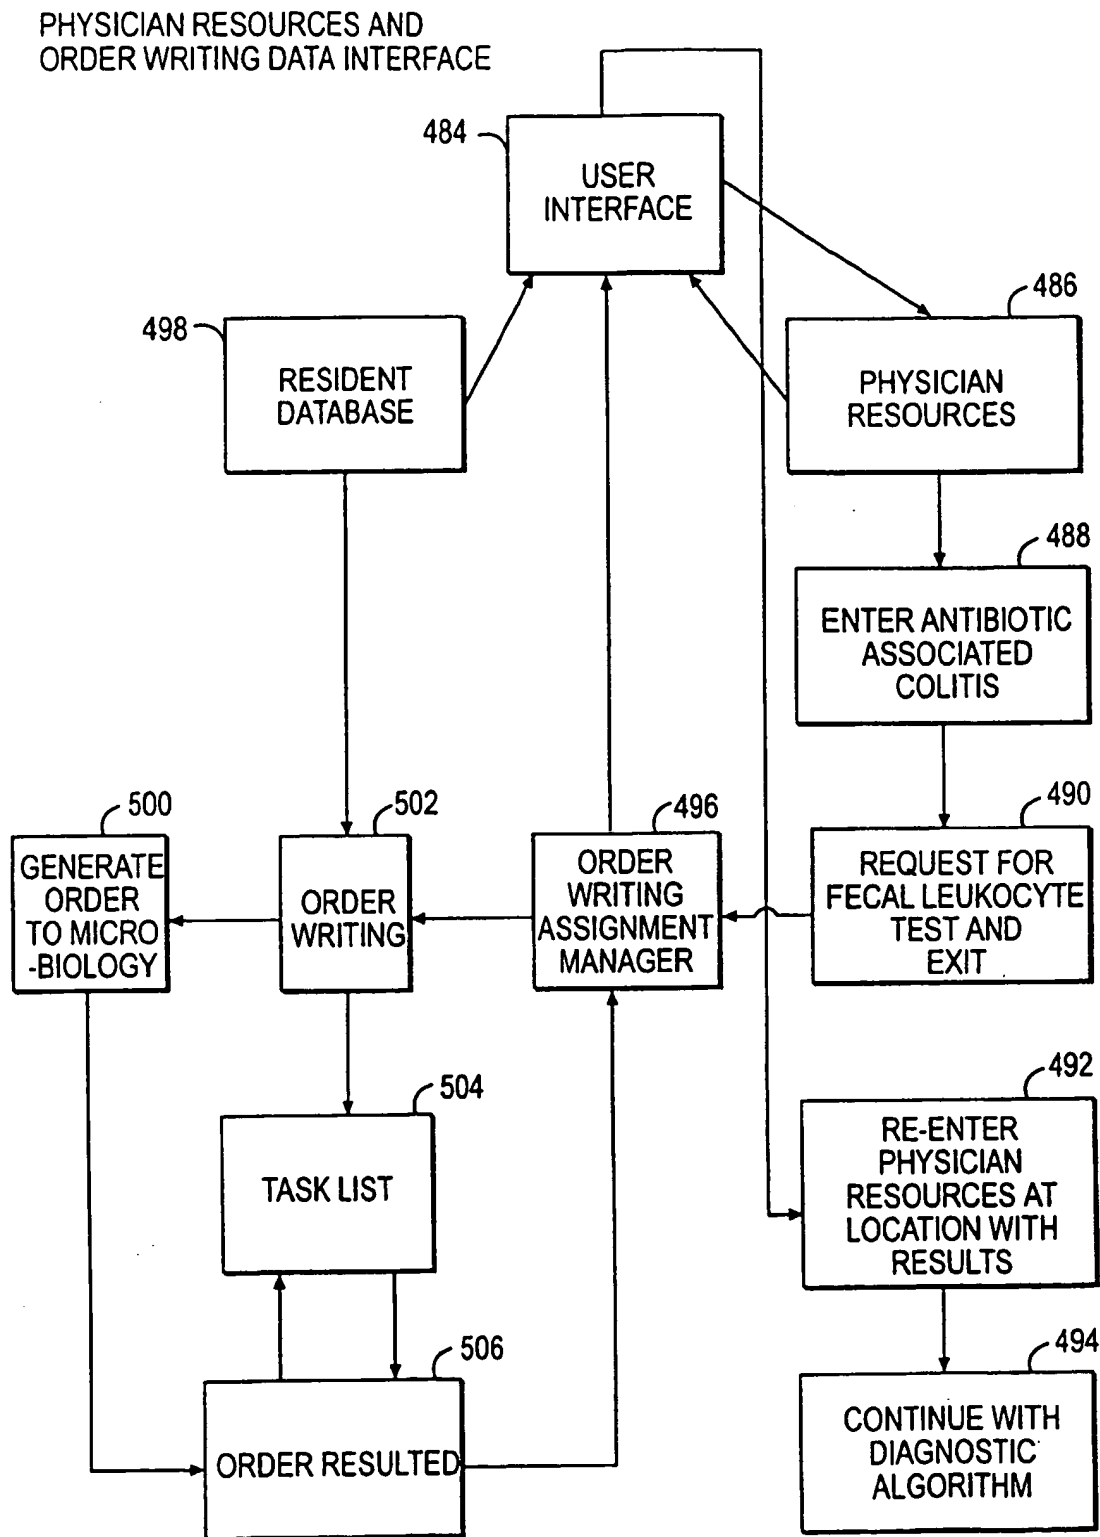 PHYSICIAN RESOURCES AND
ORDER WRITING DATA INTERFACE
484
USER
INTERFACE
498
RESIDENT
DATABASE
486
PHYSICIAN
RESOURCES
488
ENTER ANTIBIOTIC
ASSOCIATED
COLITIS
500
GENERATE
ORDER
TO MICRO
-BIOLOGY
502
ORDER
WRITING
496
ORDER
WRITING
ASSIGNMENT
MANAGER
490
REQUEST FOR
FECAL LEUKOCYTE
TEST AND
EXIT
504
TASK LIST
492
RE-ENTER
PHYSICIAN
RESOURCES AT
LOCATION WITH
RESULTS
506
ORDER RESULTED
494
CONTINUE WITH
DIAGNOSTIC
ALGORITHM